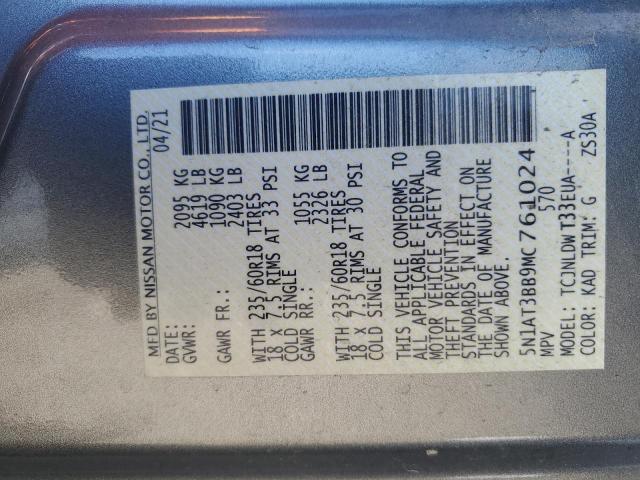 MFD BY NISSAN MOTOR CO., LTD.
DATE: 04/21
GVWR: 2095 KG
4619 LB
GAWR FR.: 1090 KG
2403 LB
WITH 235/60R18 TIRES
18 X 7.5 RIMS AT 33 PSI
COLD SINGLE
GAWR RR.: 1055 KG
2326 LB
WITH 235/60R18 TIRES
18 X 7.5 RIMS AT 30 PSI
COLD SINGLE
THIS VEHICLE CONFORMS TO
ALL APPLICABLE FEDERAL
MOTOR VEHICLE SAFETY AND
THEFT PREVENTION
STANDARDS IN EFFECT ON
THE DATE OF MANUFACTURE
SHOWN ABOVE.
5N1AT3BB9MC761024
MPV 570
MODEL: TCJNLDW T33EUA----A
COLOR: KAD TRIM: G ZS30A